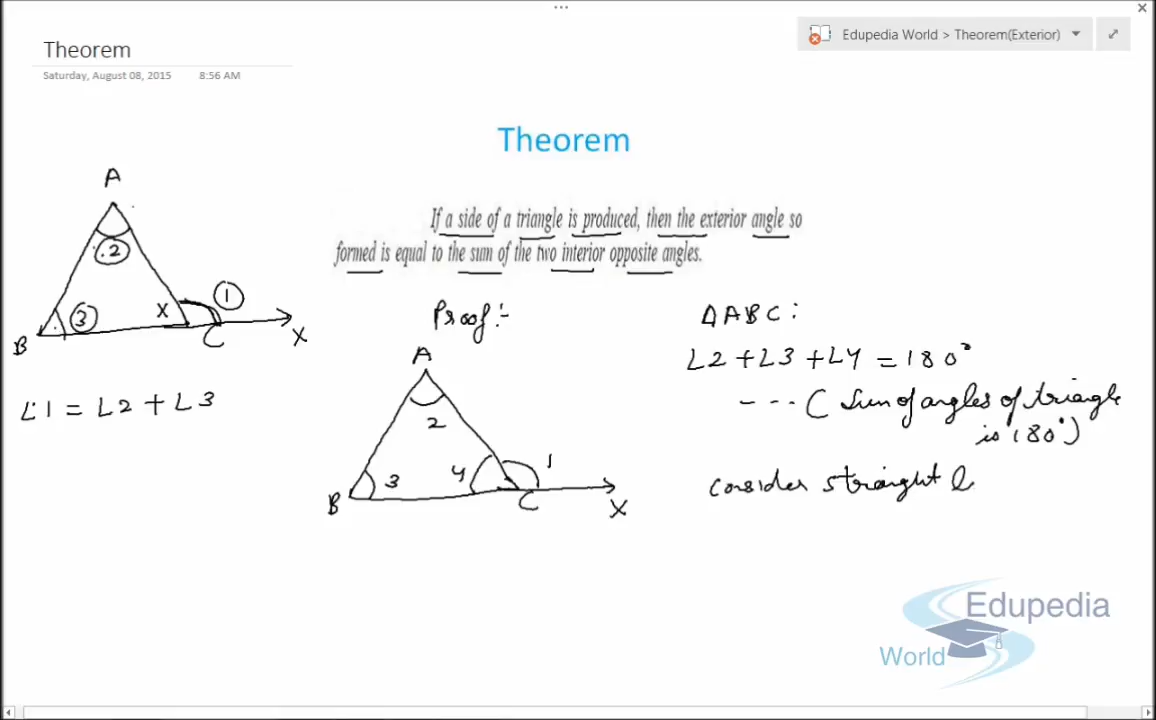 Theorem
Saturday, August 08, 2015 8:56 AM
Edupedia World > Theorem(Exterior)
Theorem
If a side of a triangle is produced, then the exterior angle so
formed is equal to the sum of the two interior opposite angles.
A
2
3
X
1
B
C
X
∠1 = ∠2 + ∠3
Proof :-
A
2
3
4
1
B
C
X
ΔABC :
∠2 + ∠3 + ∠4 = 180°
- - - - ( Sum of angles of triangle
is 180° )
consider straight l
Edupedia
World